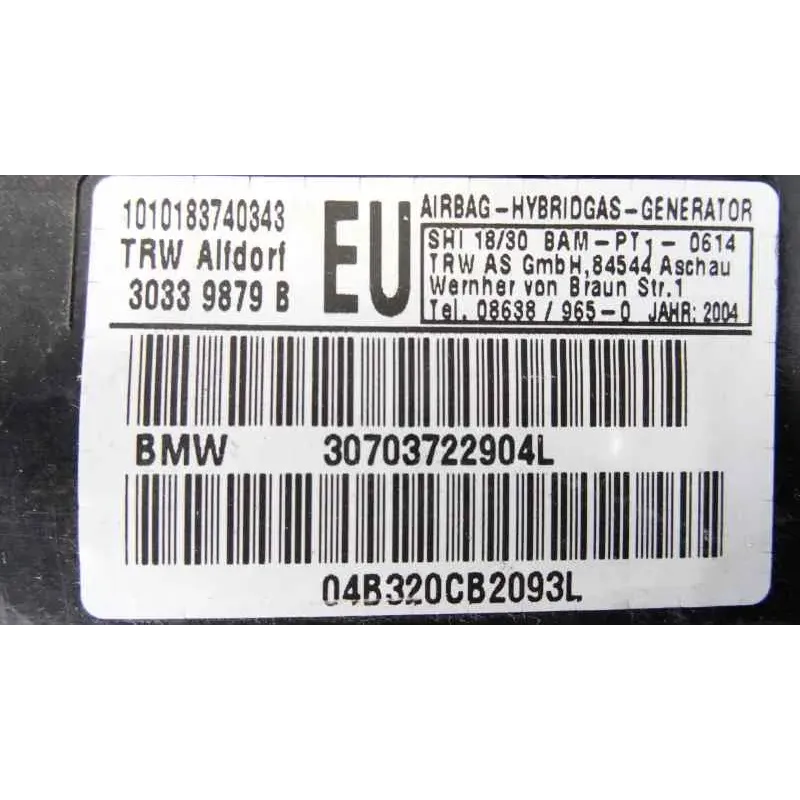 1010183740343
TRW Alfdorf
3033 9879 B
EU
AIRBAG-HYBRIDGAS-GENERATOR
SHI 18/30 BAM-PT1-0614
TRW AS GmbH,84544 Aschau
Wernher von Braun Str.1
Tel. 08638 / 965-0 JAHR: 2004
BMW 30703722904L
04B320CB2093L